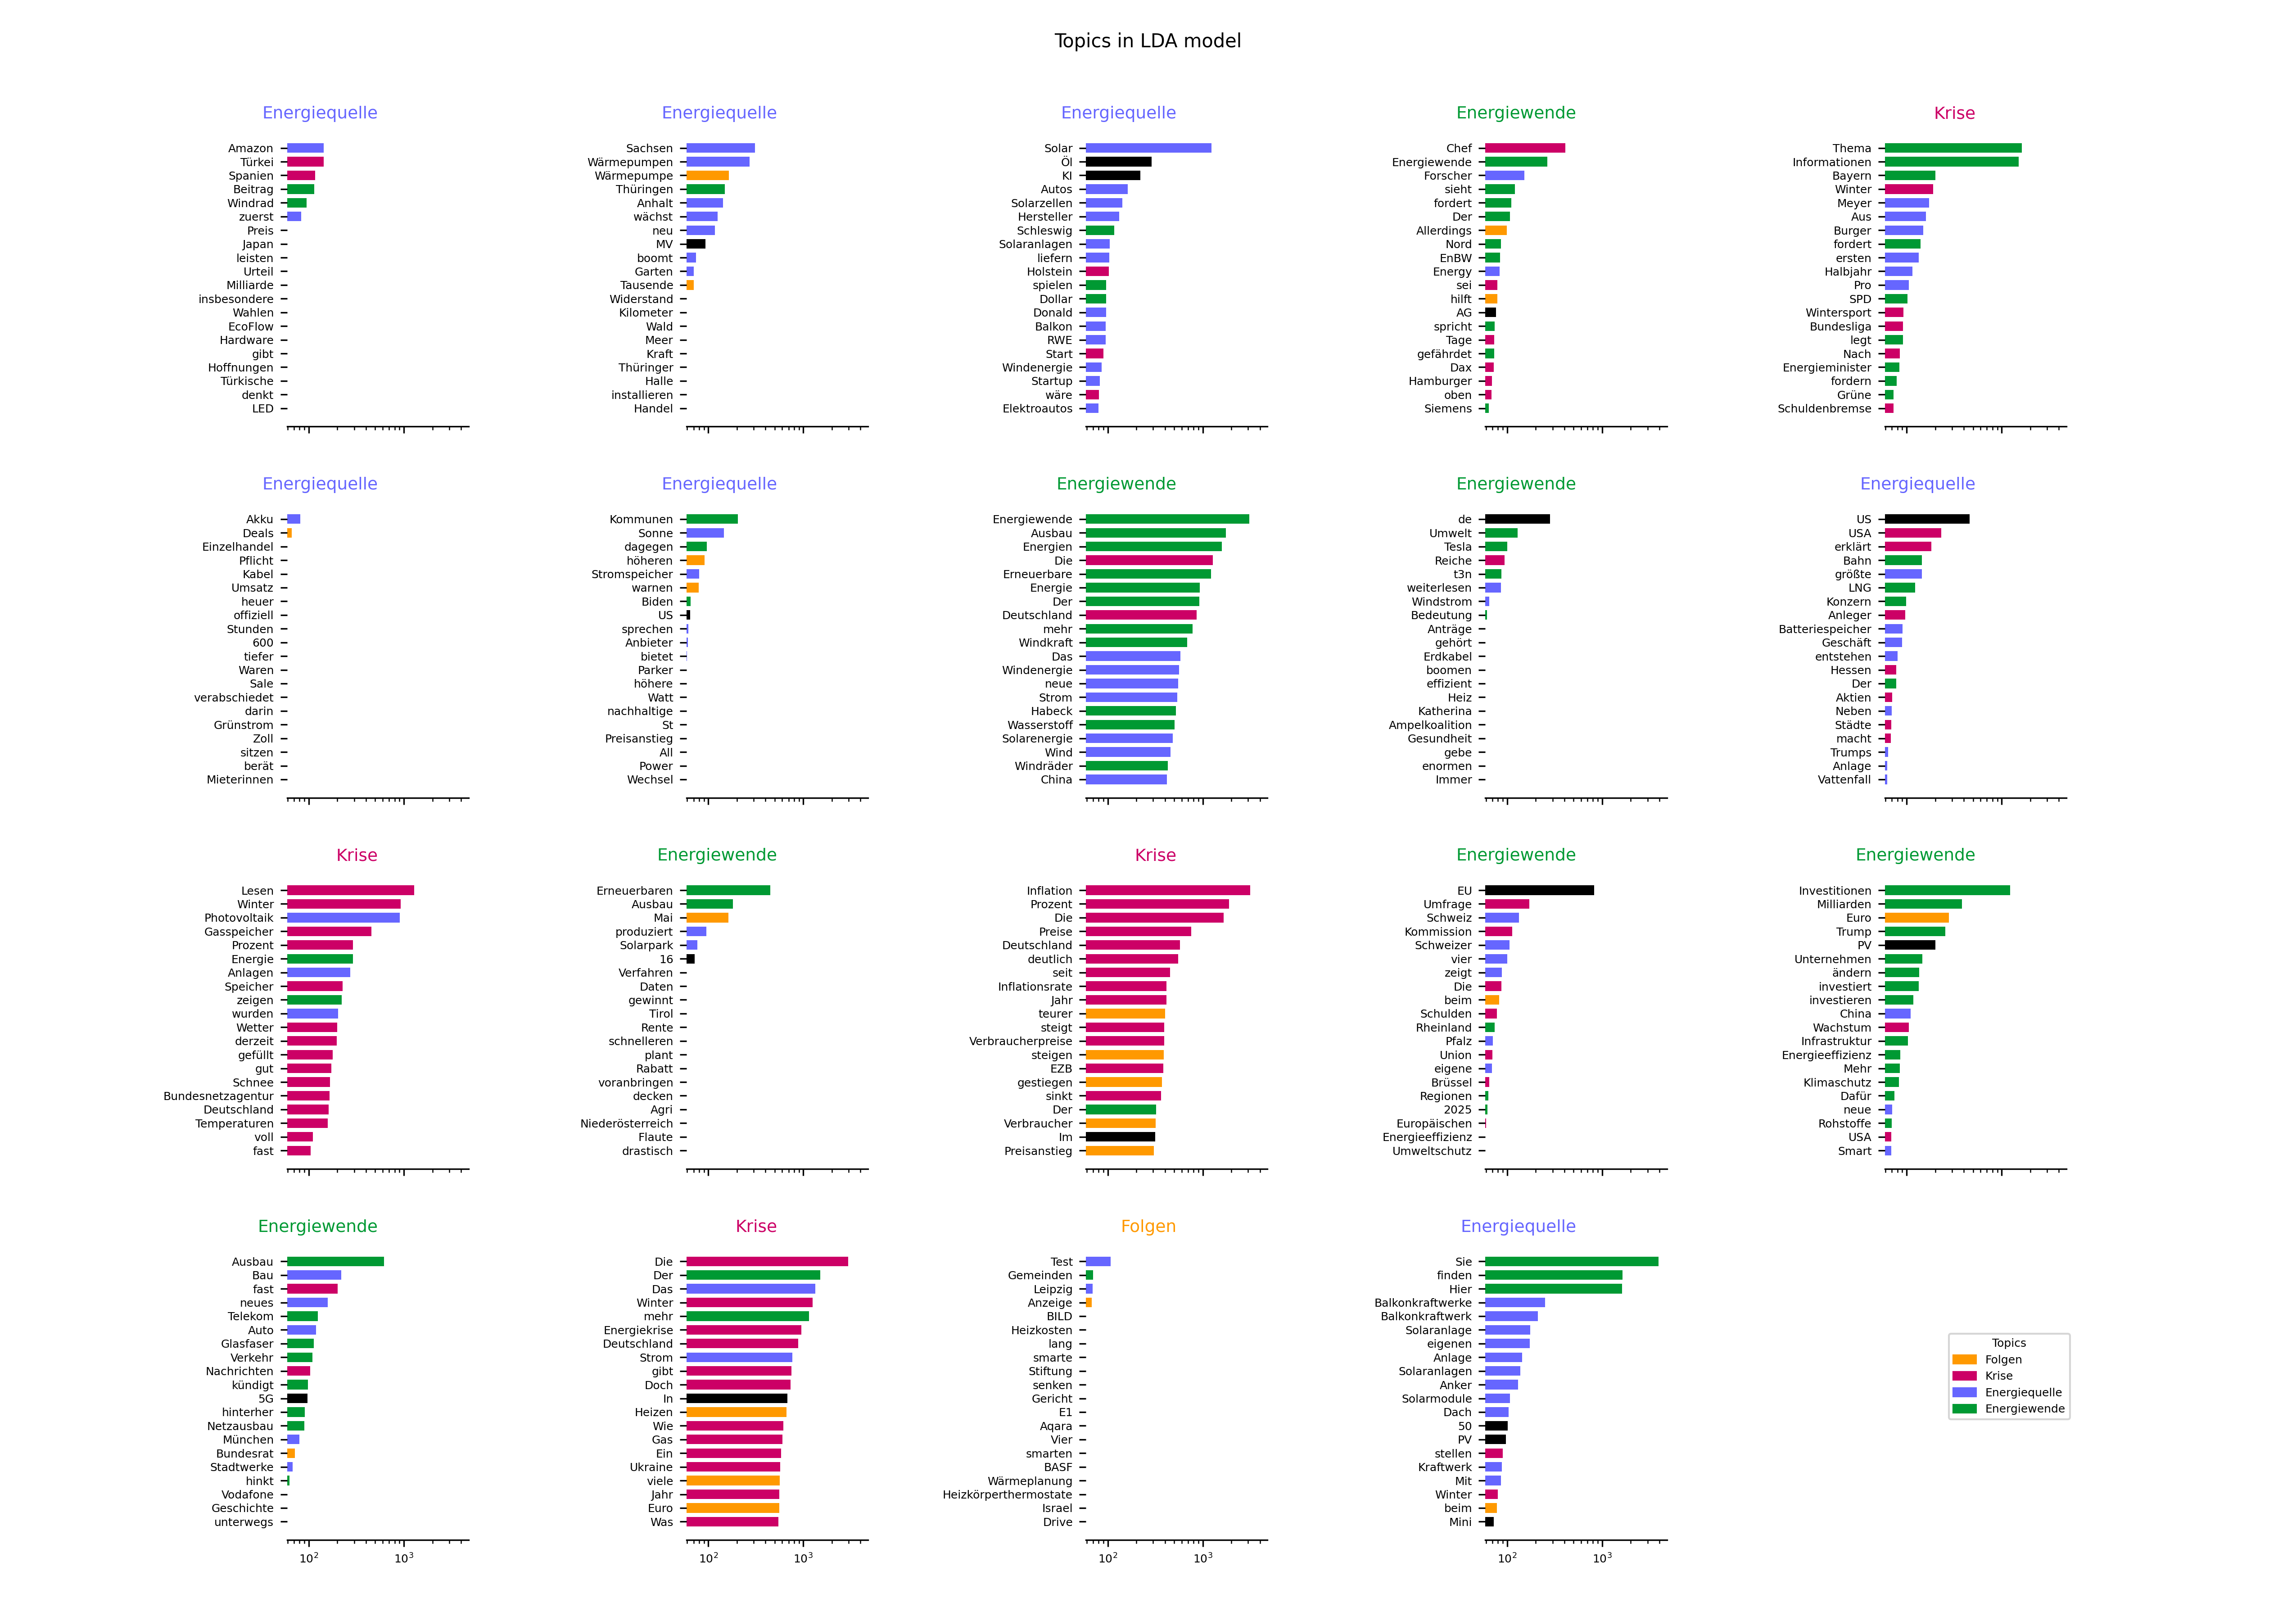 Topics in LDA model
Energiequelle
Amazon
Türkei
Spanien
Beitrag
Windrad
zuerst
Preis
Japan
leisten
Urteil
Milliarde
insbesondere
Wahlen
EcoFlow
Hardware
gibt
Hoffnungen
Türkische
denkt
LED
Energiequelle
Sachsen
Wärmepumpen
Wärmepumpe
Thüringen
Anhalt
wächst
neu
MV
boomt
Garten
Tausende
Widerstand
Kilometer
Wald
Meer
Kraft
Thüringer
Halle
installieren
Handel
Energiequelle
Solar
Öl
KI
Autos
Solarzellen
Hersteller
Schleswig
Solaranlagen
liefern
Holstein
spielen
Dollar
Donald
Balkon
RWE
Start
Windenergie
Startup
wäre
Elektroautos
Energiewende
Chef
Energiewende
Forscher
sieht
fordert
Der
Allerdings
Nord
EnBW
Energy
sei
hilft
AG
spricht
Tage
gefährdet
Dax
Hamburger
oben
Siemens
Krise
Thema
Informationen
Bayern
Winter
Meyer
Aus
Burger
fordert
ersten
Halbjahr
Pro
SPD
Wintersport
Bundesliga
legt
Nach
Energieminister
fordern
Grüne
Schuldenbremse
Energiequelle
Akku
Deals
Einzelhandel
Pflicht
Kabel
Umsatz
heuer
offiziell
Stunden
600
tiefer
Waren
Sale
verabschiedet
darin
Grünstrom
Zoll
sitzen
berät
Mieterinnen
Energiequelle
Kommunen
Sonne
dagegen
höheren
Stromspeicher
warnen
Biden
US
sprechen
Anbieter
bietet
Parker
höhere
Watt
nachhaltige
St
Preisanstieg
All
Power
Wechsel
Energiewende
Energiewende
Ausbau
Energien
Die
Erneuerbare
Energie
Der
Deutschland
mehr
Windkraft
Das
Windenergie
neue
Strom
Habeck
Wasserstoff
Solarenergie
Wind
Windräder
China
Energiewende
de
Umwelt
Tesla
Reiche
t3n
weiterlesen
Windstrom
Bedeutung
Anträge
gehört
Erdkabel
boomen
effizient
Heiz
Katherina
Ampelkoalition
Gesundheit
gebe
enormen
Immer
Energiequelle
US
USA
erklärt
Bahn
größte
LNG
Konzern
Anleger
Batteriespeicher
Geschäft
entstehen
Hessen
Der
Aktien
Neben
Städte
macht
Trumps
Anlage
Vattenfall
Krise
Lesen
Winter
Photovoltaik
Gasspeicher
Prozent
Energie
Anlagen
Speicher
zeigen
wurden
Wetter
derzeit
gefüllt
gut
Schnee
Bundesnetzagentur
Deutschland
Temperaturen
voll
fast
Energiewende
Erneuerbaren
Ausbau
Mai
produziert
Solarpark
16
Verfahren
Daten
gewinnt
Tirol
Rente
schnelleren
plant
Rabatt
voranbringen
decken
Agri
Niederösterreich
Flaute
drastisch
Krise
Inflation
Prozent
Die
Preise
Deutschland
deutlich
seit
Inflationsrate
Jahr
teurer
steigt
Verbraucherpreise
steigen
EZB
gestiegen
sinkt
Der
Verbraucher
Im
Preisanstieg
Energiewende
EU
Umfrage
Schweiz
Kommission
Schweizer
vier
zeigt
Die
beim
Schulden
Rheinland
Pfalz
Union
eigene
Brüssel
Regionen
2025
Europäischen
Energieeffizienz
Umweltschutz
Energiewende
Investitionen
Milliarden
Euro
Trump
PV
Unternehmen
ändern
investiert
investieren
China
Wachstum
Infrastruktur
Energieeffizienz
Mehr
Klimaschutz
Dafür
neue
Rohstoffe
USA
Smart
Energiewende
Ausbau
Bau
fast
neues
Telekom
Auto
Glasfaser
Verkehr
Nachrichten
kündigt
5G
hinterher
Netzausbau
München
Bundesrat
Stadtwerke
hinkt
Vodafone
Geschichte
unterwegs
10²
10³
Krise
Die
Der
Das
Winter
mehr
Energiekrise
Deutschland
Strom
gibt
Doch
In
Heizen
Wie
Gas
Ein
Ukraine
viele
Jahr
Euro
Was
10²
10³
Folgen
Test
Gemeinden
Leipzig
Anzeige
BILD
Heizkosten
lang
smarte
Stiftung
senken
Gericht
E1
Aqara
Vier
smarten
BASF
Wärmeplanung
Heizkörperthermostate
Israel
Drive
10²
10³
Energiequelle
Sie
finden
Hier
Balkonkraftwerke
Balkonkraftwerk
Solaranlage
eigenen
Anlage
Solaranlagen
Anker
Solarmodule
Dach
50
PV
stellen
Kraftwerk
Mit
Winter
beim
Mini
10²
10³
Topics
Folgen
Krise
Energiequelle
Energiewende